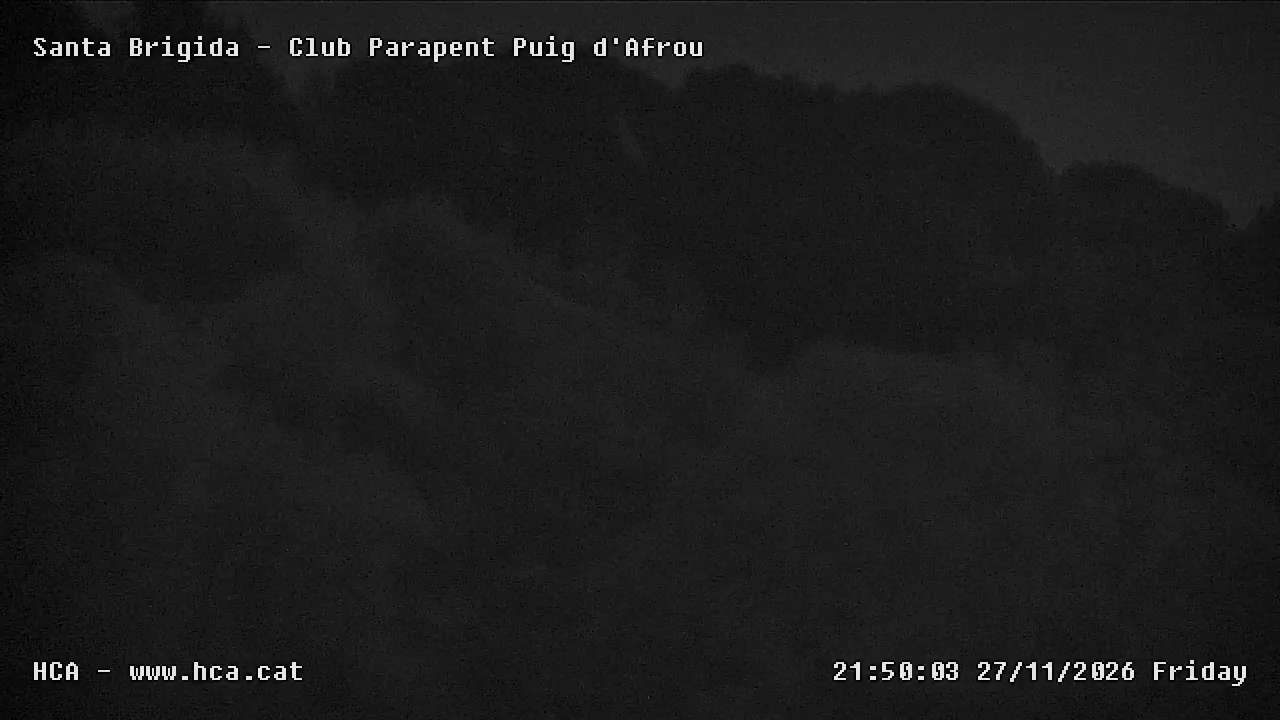 Santa Brigida - Club Parapent Puig d'Afrou
HCA - www.hca.cat
21:50:03 27/11/2026 Friday